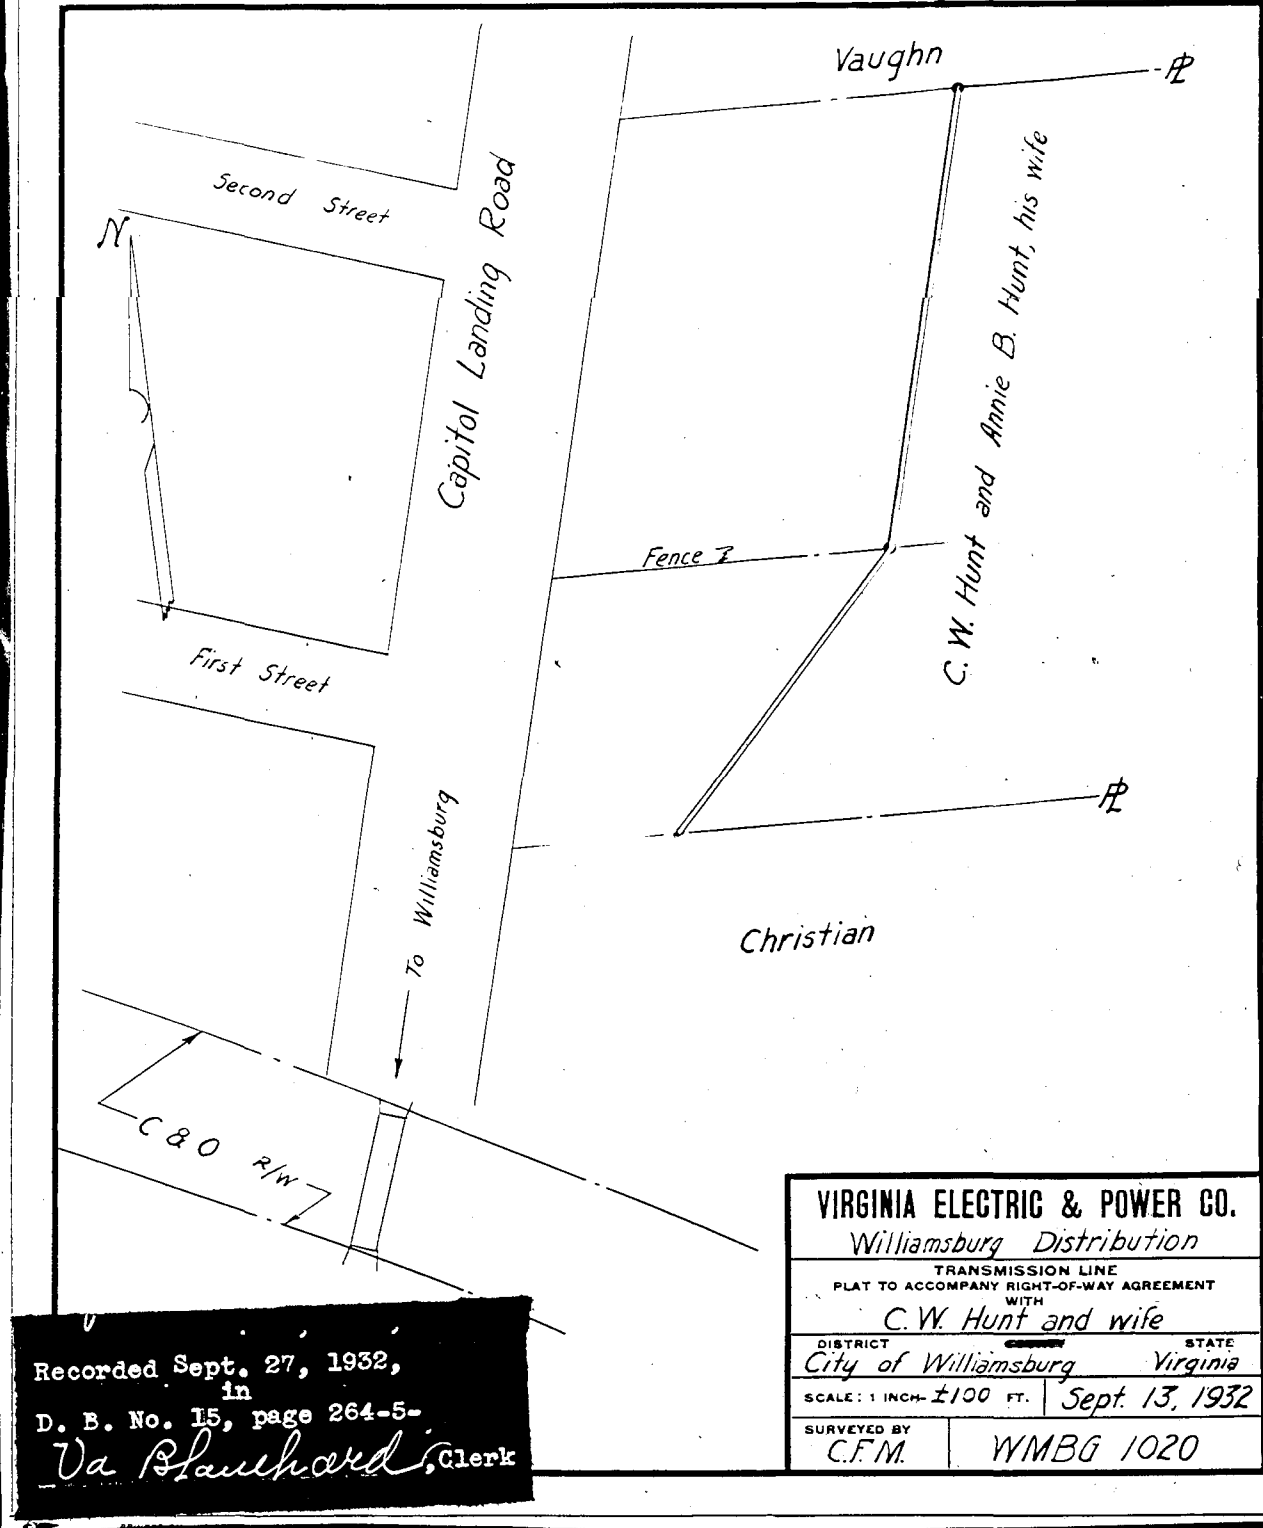 Vaughn
PL
Second Street
N
Capitol Landing Road
C. W. Hunt and Annie B. Hunt, his wife
Fence
First Street
PL
To Williamsburg
Christian
C & O R/W
VIRGINIA ELECTRIC & POWER CO.
Williamsburg Distribution
TRANSMISSION LINE
PLAT TO ACCOMPANY RIGHT-OF-WAY AGREEMENT
WITH
C. W. Hunt and wife
DISTRICT STATE
City of Williamsburg Virginia
SCALE: 1 INCH- ±100 FT. Sept. 13, 1932
SURVEYED BY
C.F.M. WMBG 1020
Recorded Sept. 27, 1932,
in
D. B. No. 15, page 264-5-
Va Blanchard, Clerk